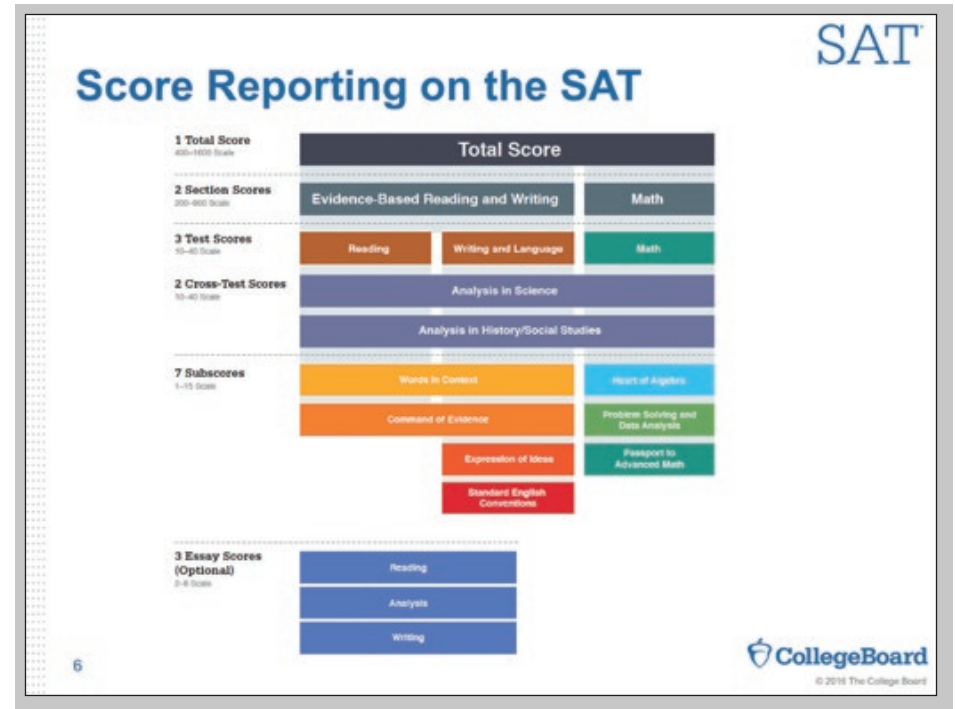 SAT
Score Reporting on the SAT
1 Total Score
400–1600 Scale
Total Score
2 Section Scores
200–800 Scale
Evidence-Based Reading and Writing
Math
3 Test Scores
10–40 Scale
Reading
Writing and Language
Math
2 Cross-Test Scores
10–40 Scale
Analysis in Science
Analysis in History/Social Studies
7 Subscores
1–15 Scale
Words in Context
Heart of Algebra
Command of Evidence
Problem Solving and
Data Analysis
Expression of Ideas
Passport to
Advanced Math
Standard English
Conventions
3 Essay Scores
(Optional)
2–8 Scale
Reading
Analysis
Writing
6
CollegeBoard
© 2016 The College Board